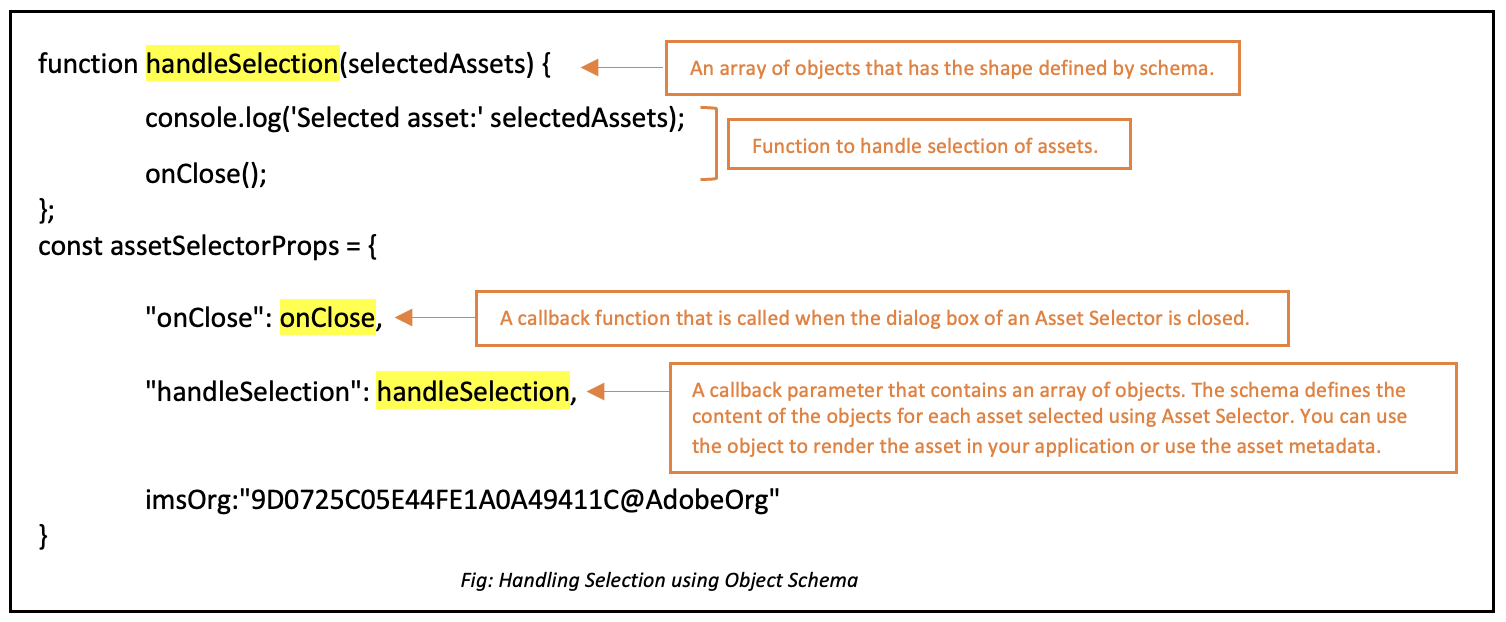 function handleSelection(selectedAssets) {
An array of objects that has the shape defined by schema.
console.log('Selected asset:' selectedAssets);
Function to handle selection of assets.
onClose();
};
const assetSelectorProps = {
"onClose": onClose,
A callback function that is called when the dialog box of an Asset Selector is closed.
"handleSelection": handleSelection,
A callback parameter that contains an array of objects. The schema defines the
content of the objects for each asset selected using Asset Selector. You can use
the object to render the asset in your application or use the asset metadata.
imsOrg:"9D0725C05E44FE1A0A49411C@AdobeOrg"
}
Fig: Handling Selection using Object Schema